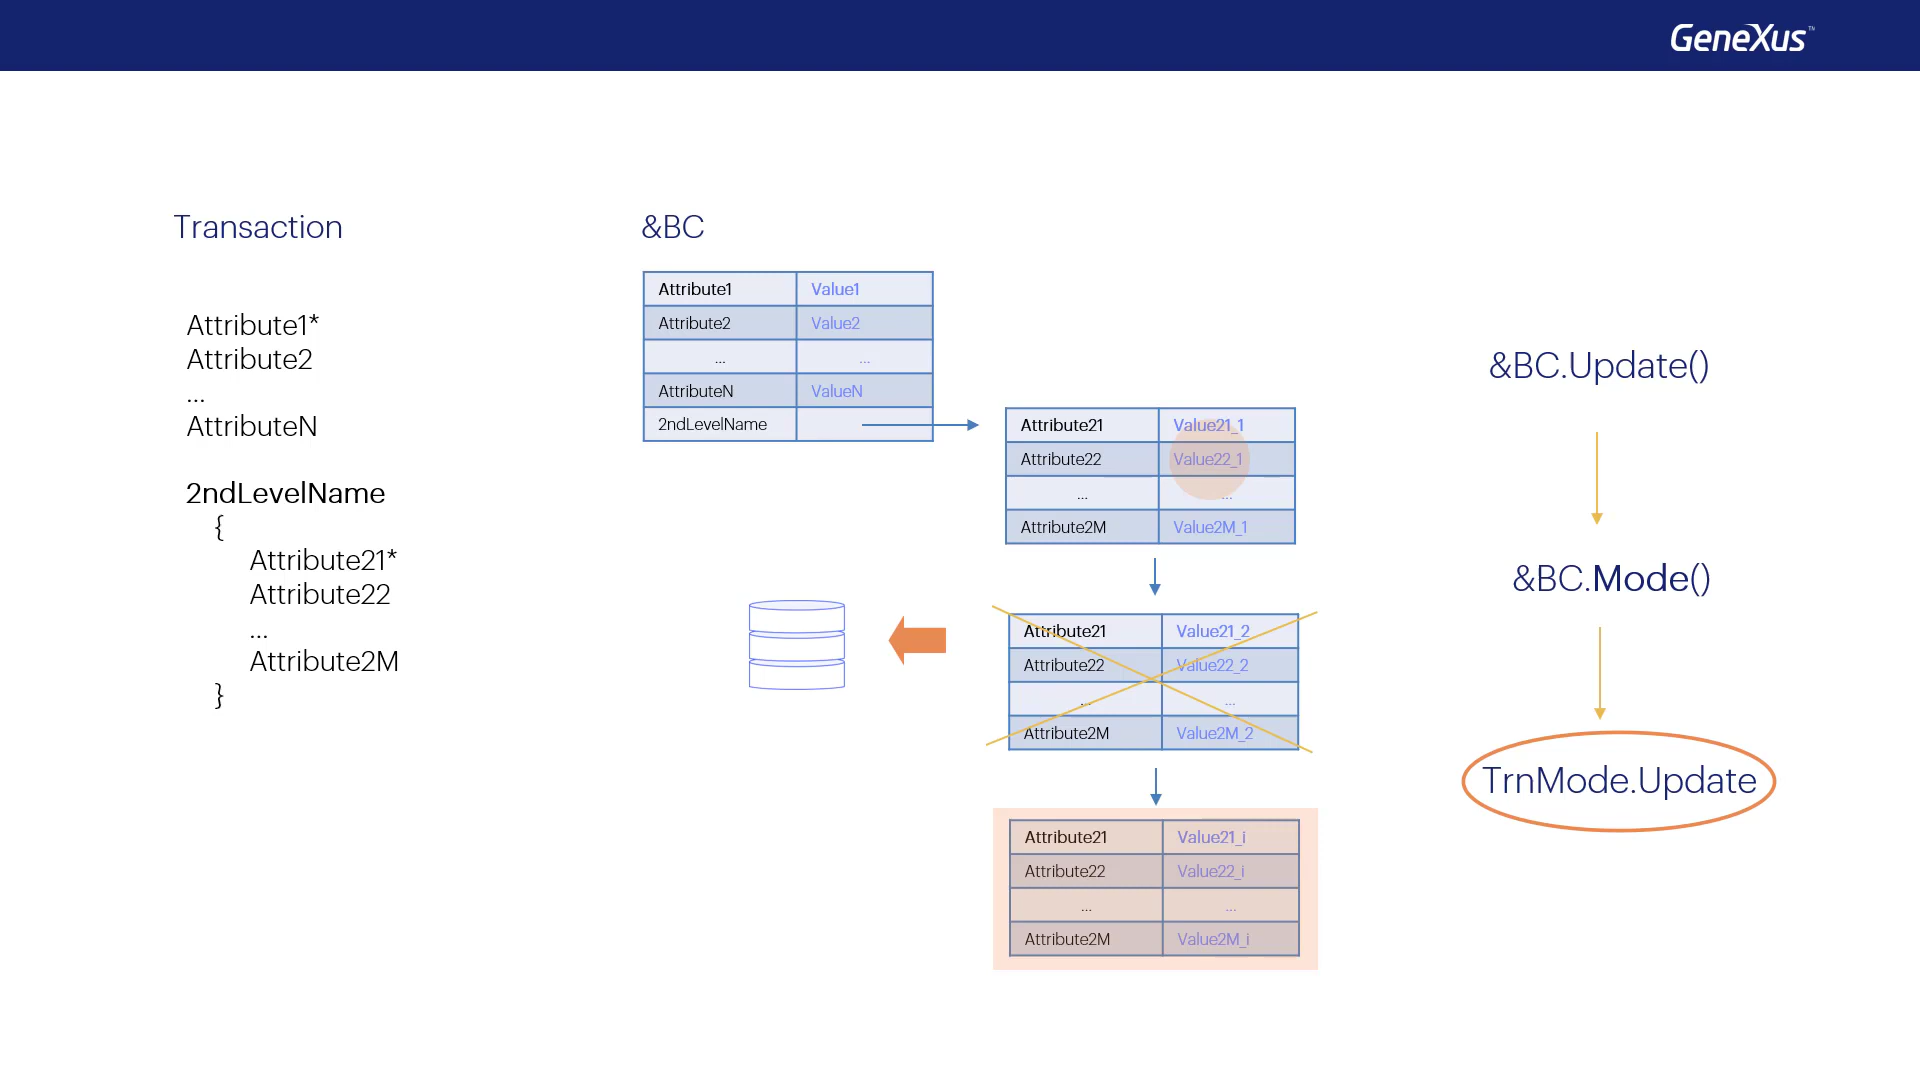 GeneXus™
Transaction
Attribute1*
Attribute2
...
AttributeN
2ndLevelName
{
Attribute21*
Attribute22
...
Attribute2M
}
&BC
Attribute1 Value1
Attribute2 Value2
... ...
AttributeN ValueN
2ndLevelName
Attribute21 Value21_1
Attribute22 Value22_1
... ...
Attribute2M Value2M_1
Attribute21 Value21_2
Attribute22 Value22_2
... ...
Attribute2M Value2M_2
Attribute21 Value21_i
Attribute22 Value22_i
... ...
Attribute2M Value2M_i
&BC.Update()
&BC.Mode()
TrnMode.Update